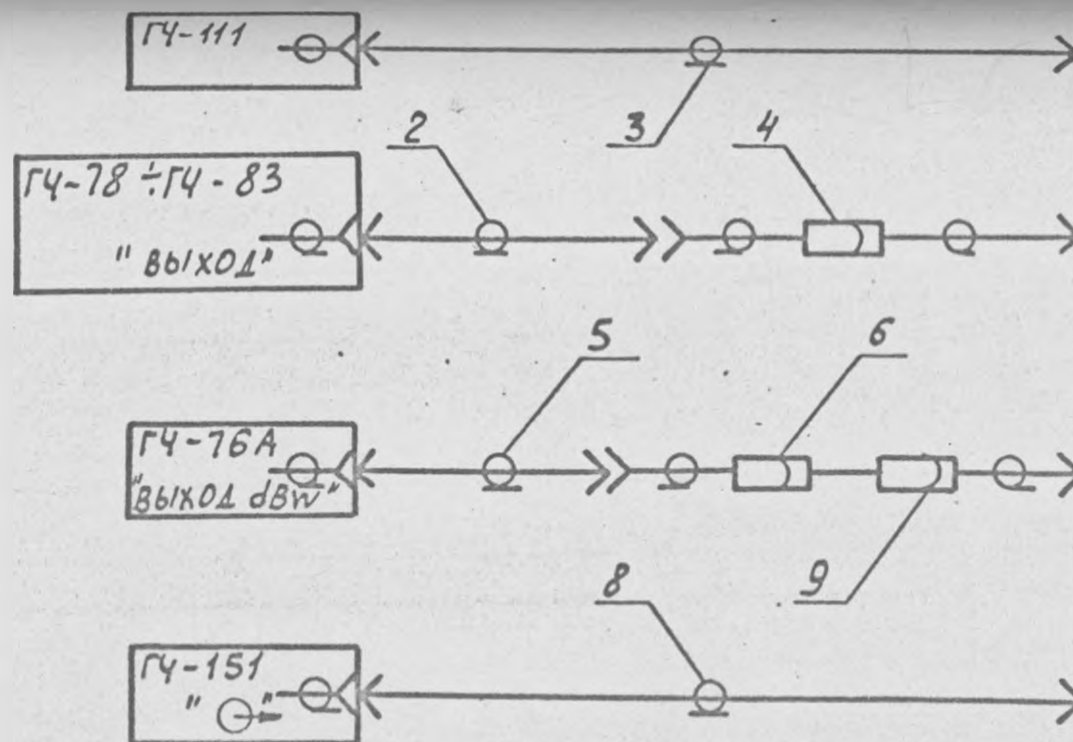 ГЧ-111
3
2
4
ГЧ-78 ÷ ГЧ-83
"ВЫХОД"
5
6
ГЧ-76А
"ВЫХОД dBW"
8
9
ГЧ-151
" "